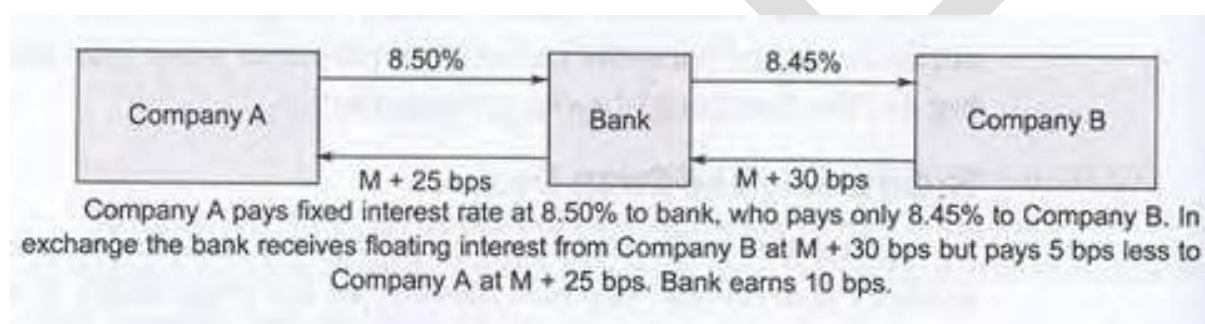 8.50%
8.45%
Company A
Bank
Company B
M + 25 bps
M + 30 bps
Company A pays fixed interest rate at 8.50% to bank, who pays only 8.45% to Company B. In
exchange the bank receives floating interest from Company B at M + 30 bps but pays 5 bps less to
Company A at M + 25 bps. Bank earns 10 bps.